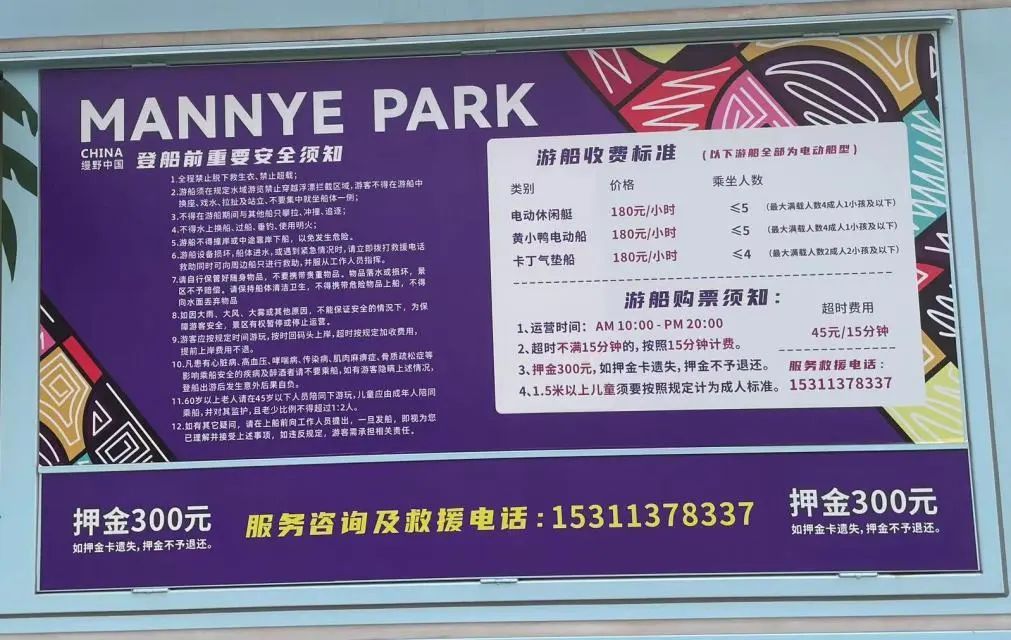 MANNYE PARK
CHINA
缦野中国
登船前重要安全须知
1.全程禁止脱下救生衣、禁止超载;
2.游船须在规定水域游览禁止穿越浮漂拦截区域,游客不得在游船中
换座、戏水、拉扯及站立、不要集中就坐船体一侧;
3.不得在游船期间与其他船只攀拉、冲撞、追逐;
4.不得水上换船、过船、垂钓、使用明火;
5.游船不得撞岸或中途靠岸下船,以免发生危险。
6.游船设备损坏,船体进水,或遇到紧急情况时,请立即拨打救援电话
救助同时可向周边船只进行救助,并服从工作人员指挥。
7.请自行保管好随身物品,不要携带贵重物品。物品落水或损坏,景
区不予赔偿。请保持船体清洁卫生,不得携带危险物品上船,不得
向水面丢弃物品
8.如因大雨、大风、大雾或其他原因,不能保证安全的情况下,为保
障游客安全,景区有权暂停或停止运营。
9.游客应按规定时间游玩,按时回码头上岸,超时按规定加收费用,
提前上岸费用不退。
10.凡患有心脏病、高血压、哮喘病、传染病、肌肉麻痹症、骨质疏松症等
影响乘船安全的疾病及醉酒者请不要乘船,如有游客隐瞒上述情况,
登船出游后发生意外后果自负。
11.60岁以上老人请在45岁以下人员陪同下游玩,儿童应由成年人陪同
乘船,并对其监护,且老少比例不得超过1:2人。
12.如有其它疑问,请在上船前向工作人员提出,一旦发船,即视为您
已理解并接受上述事项,如违反规定,游客需承担相关责任。
游船收费标准 (以下游船全部为电动船型)
类别 价格 乘坐人数
电动休闲艇 180元/小时 ≤5 (最大满载人数4成人1小孩及以下)
黄小鸭电动船 180元/小时 ≤5 (最大满载人数4成人1小孩及以下)
卡丁气垫船 180元/小时 ≤4 (最大满载人数2成人2小孩及以下)
游船购票须知:
1、运营时间:AM 10:00 - PM 20:00
2、超时不满15分钟的,按照15分钟计费。
3、押金300元,如押金卡遗失,押金不予退还。
4、1.5米以上儿童须要按照规定计为成人标准。
超时费用
45元/15分钟
服务救援电话:
15311378337
押金300元
如押金卡遗失,押金不予退还。
服务咨询及救援电话:15311378337
押金300元
如押金卡遗失,押金不予退还。